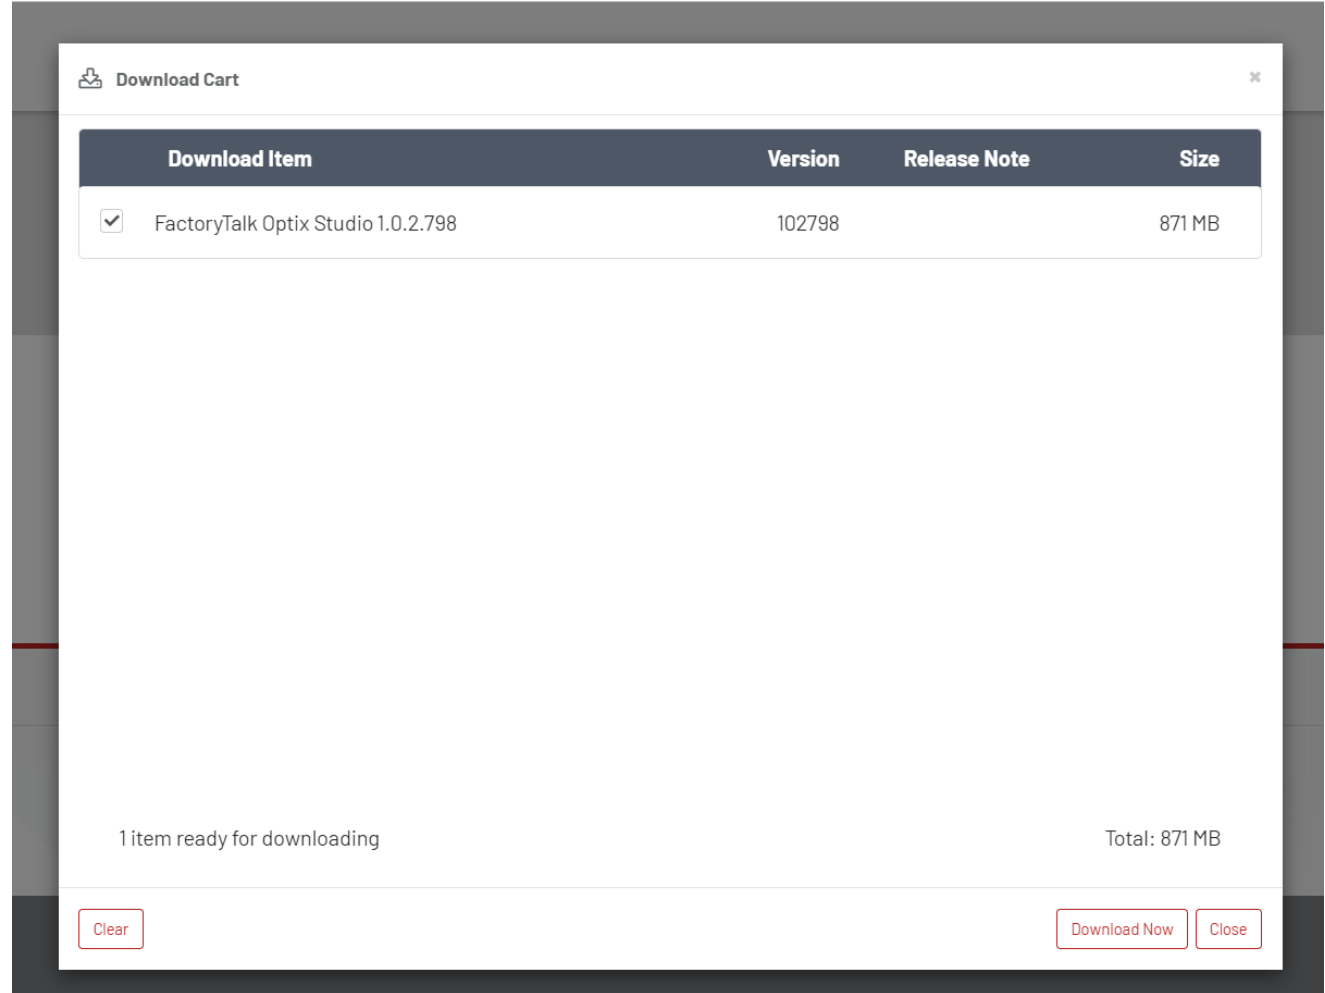 Download Cart
Download Item Version Release Note Size
FactoryTalk Optix Studio 1.0.2.798 102798 871 MB
1 item ready for downloading Total: 871 MB
Clear Download Now Close